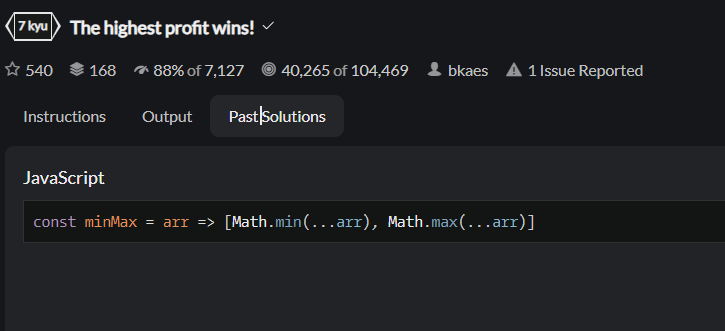 7 kyu The highest profit wins!
540 168 88% of 7,127 40,265 of 104,469 bkaes 1 Issue Reported
Instructions Output Past Solutions
JavaScript
const minMax = arr => [Math.min(...arr), Math.max(...arr)]